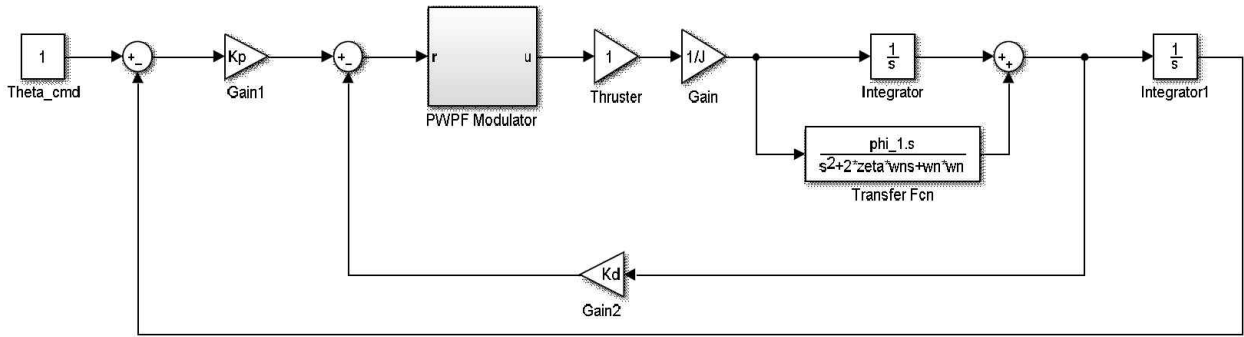 1
Theta_cmd
+
−
Kp
Gain1
+
−
r
u
PWPF Modulator
1
Thruster
1/J
Gain
1
s
Integrator
+
+
1
s
Integrator1
phi_1.s
s2+2*zeta*wns+wn*wn
Transfer Fcn
Kd
Gain2